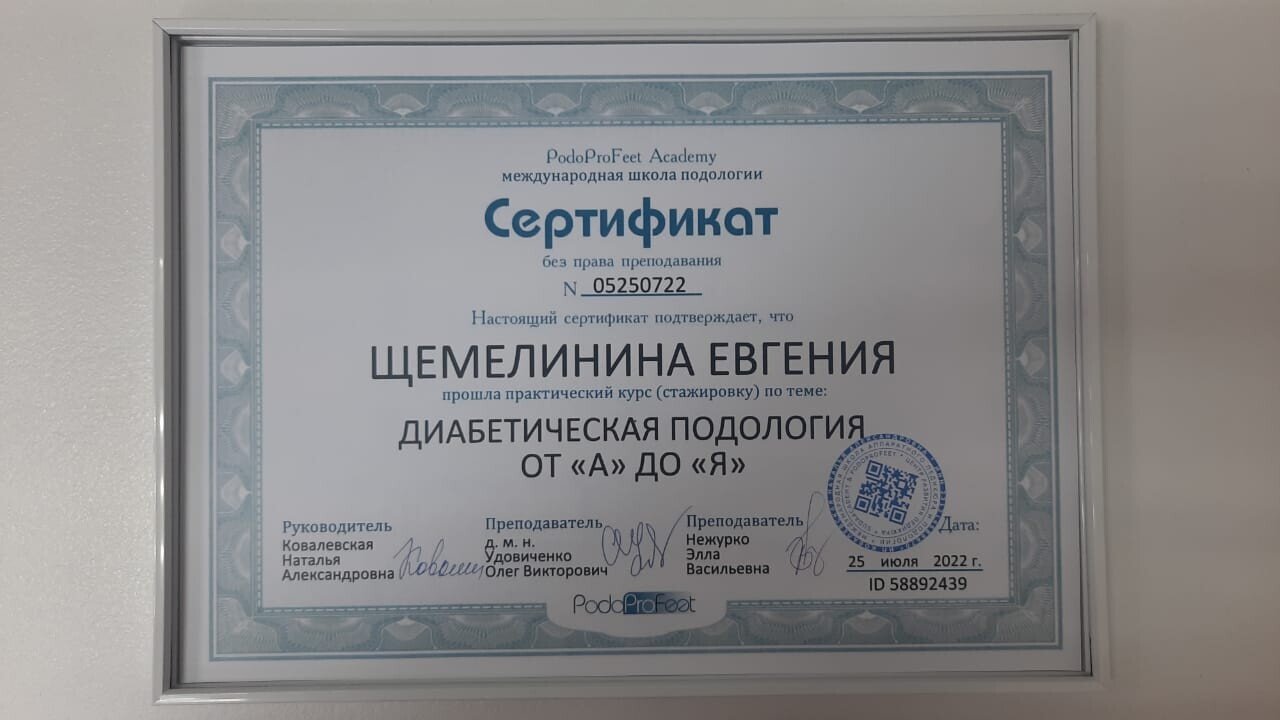 PodoProFeet Academy
международная школа подологии
Сертификат
без права преподавания
N 05250722
Настоящий сертификат подтверждает, что
ЩЕМЕЛИНИНА ЕВГЕНИЯ
прошла практический курс (стажировку) по теме:
ДИАБЕТИЧЕСКАЯ ПОДОЛОГИЯ
ОТ «А» ДО «Я»
Руководитель
Ковалевская
Наталья
Александровна
Преподаватель
д. м. н.
Удовиченко
Олег Викторович
Преподаватель
Нежурко
Элла
Васильевна
Дата:
25 июля 2022 г.
ID 58892439
PodoProFeet